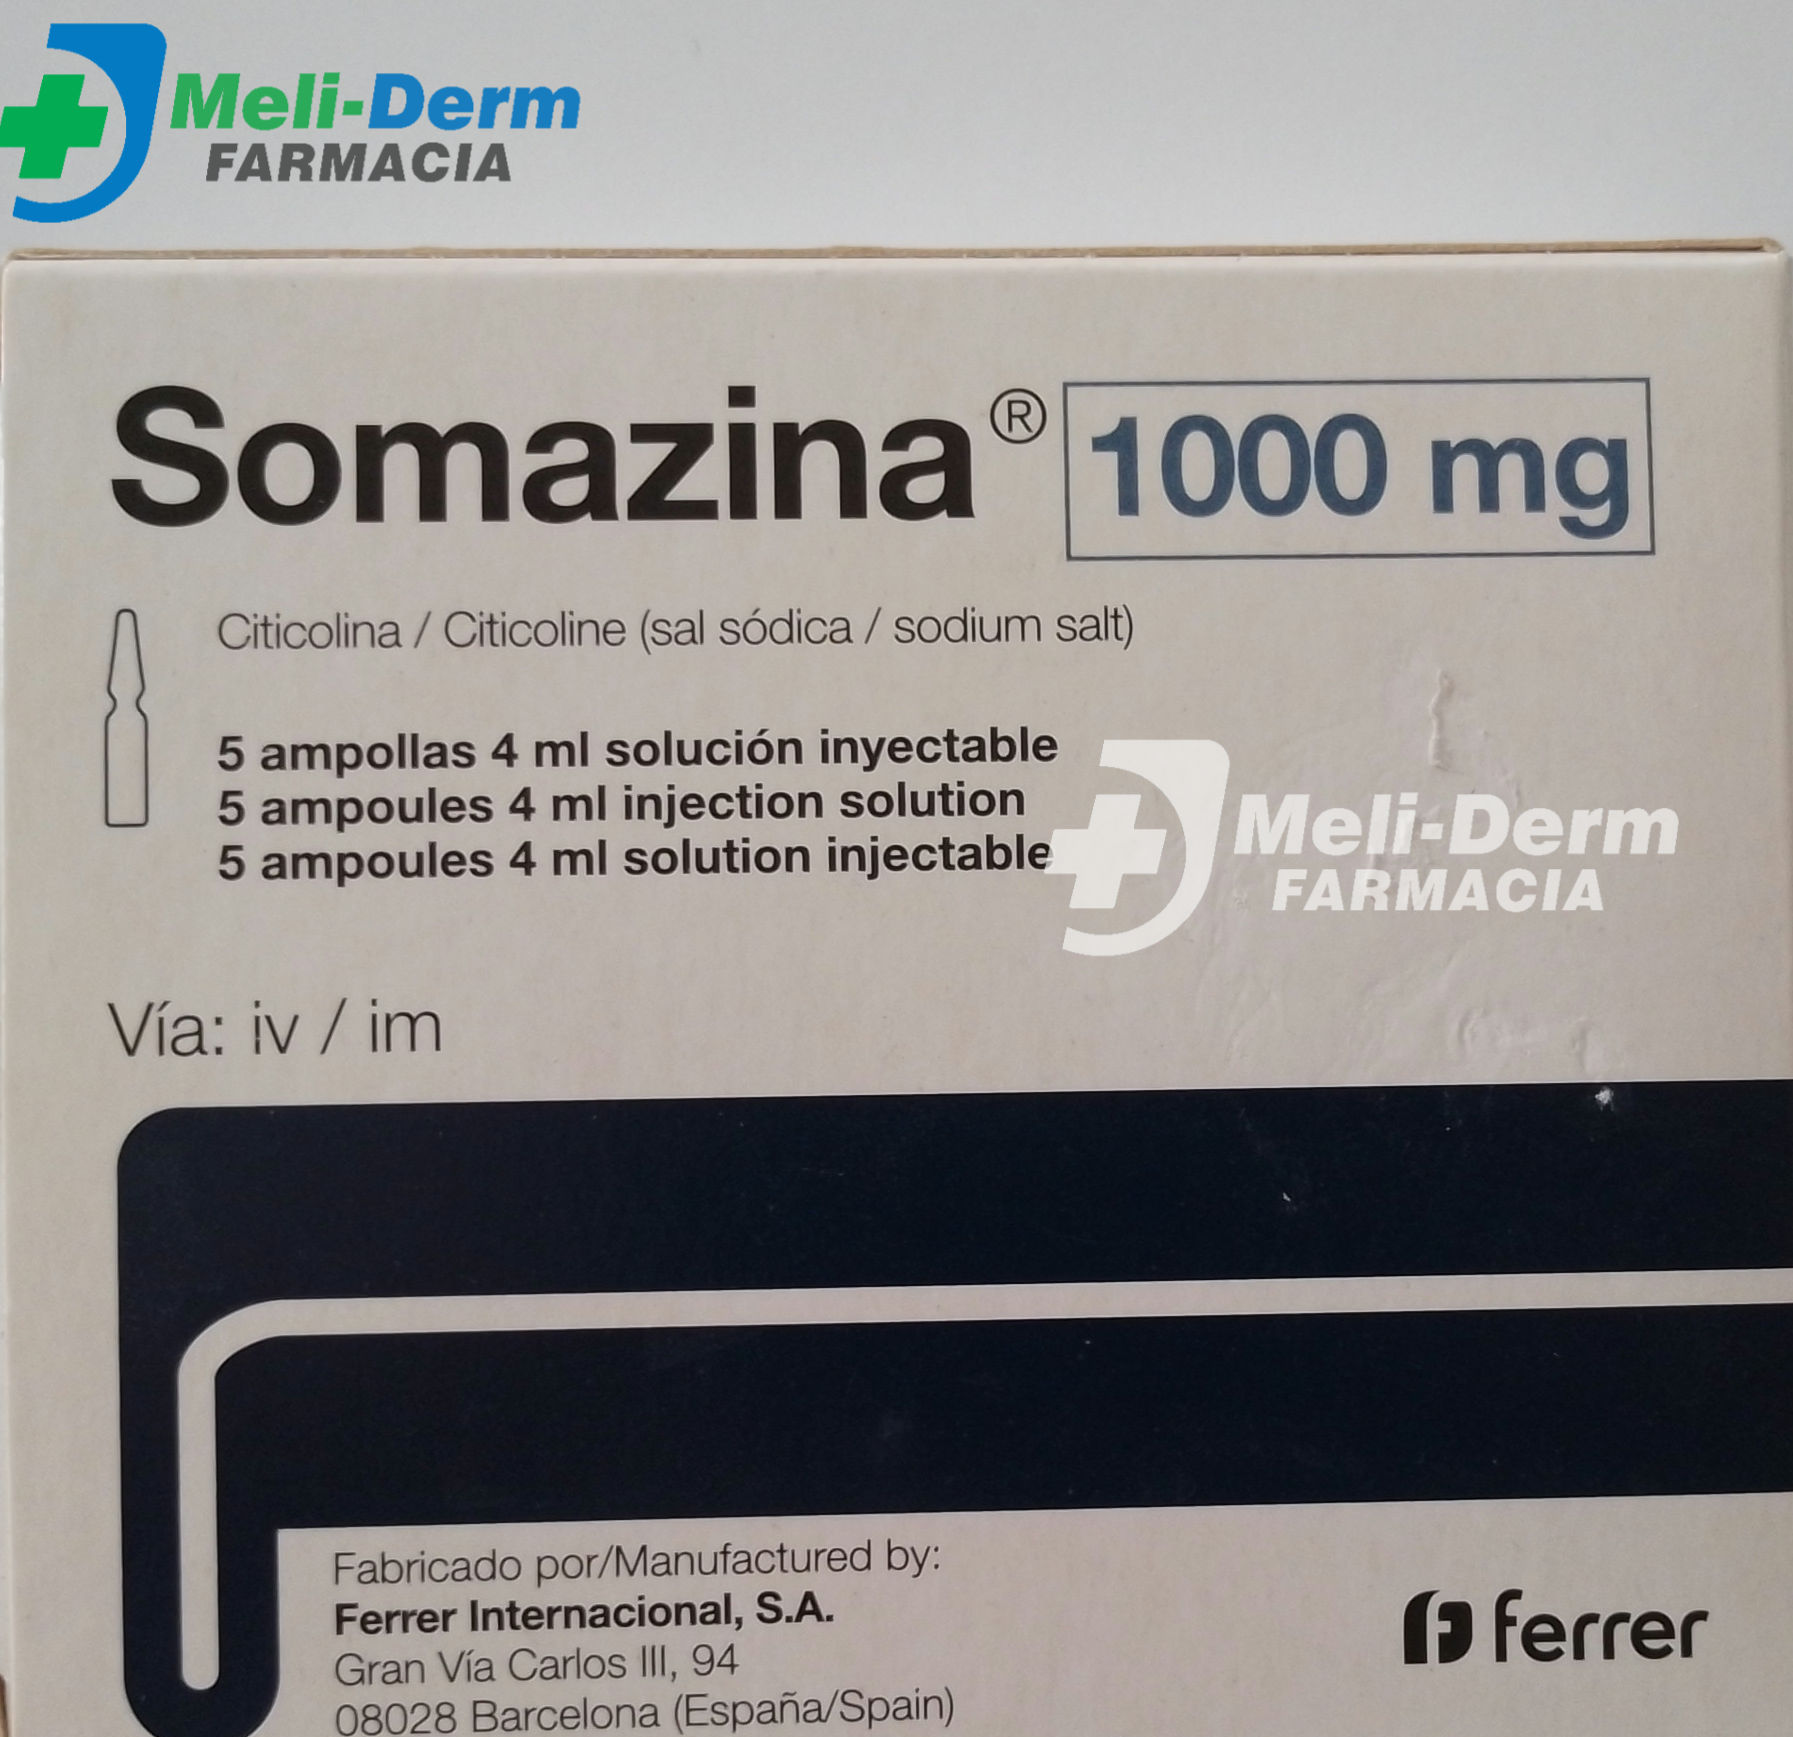 Meli-Derm
FARMACIA
Somazina® 1000 mg
Citicolina / Citicoline (sal sódica / sodium salt)
5 ampollas 4 ml solución inyectable
5 ampoules 4 ml injection solution
5 ampoules 4 ml solution injectable
Meli-Derm
FARMACIA
Vía: iv / im
Fabricado por/Manufactured by:
Ferrer Internacional, S.A.
Gran Vía Carlos III, 94
08028 Barcelona (España/Spain)
ferrer